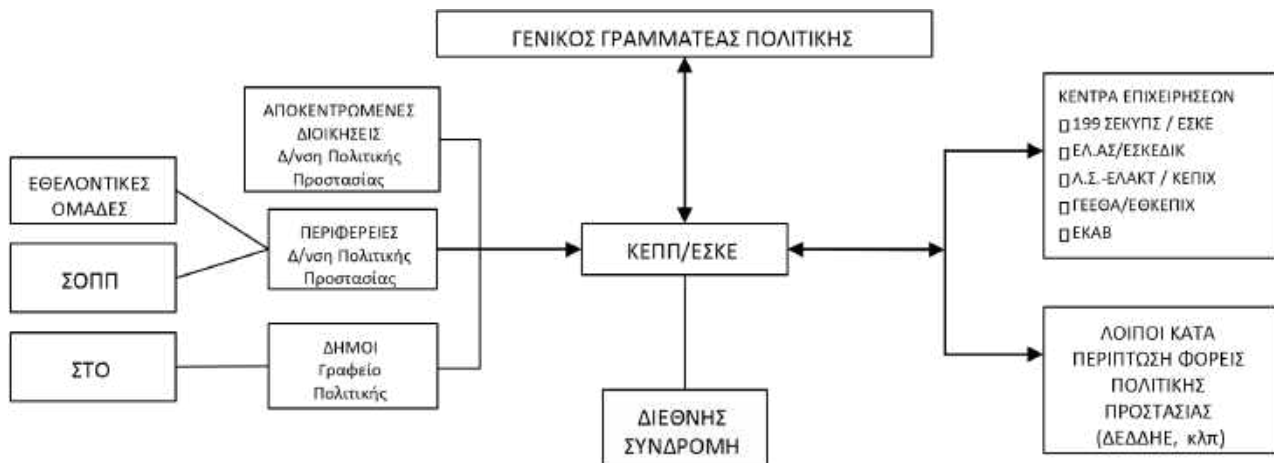 ΓΕΝΙΚΟΣ ΓΡΑΜΜΑΤΕΑΣ ΠΟΛΙΤΙΚΗΣ
ΑΠΟΚΕΝΤΡΩΜΕΝΕΣ
ΔΙΟΙΚΗΣΕΙΣ
Δ/νση Πολιτικής
Προστασίας
ΕΘΕΛΟΝΤΙΚΕΣ
ΟΜΑΔΕΣ
ΣΟΠΠ
ΣΤΟ
ΠΕΡΙΦΕΡΕΙΕΣ
Δ/νση Πολιτικής
Προστασίας
ΔΗΜΟΙ
Γραφείο
Πολιτικής
ΚΕΠΠ/ΕΣΚΕ
ΔΙΕΘΝΗΣ
ΣΥΝΔΡΟΜΗ
ΚΕΝΤΡΑ ΕΠΙΧΕΙΡΗΣΕΩΝ
199 ΣΕΚΥΠΣ / ΕΣΚΕ
ΕΛ.ΑΣ/ΕΣΚΕΔΙΚ
Λ.Σ.-ΕΛΑΚΤ / ΚΕΠΙΧ
ΓΕΕΘΑ/ΕΘΚΕΠΙΧ
ΕΚΑΒ
ΛΟΙΠΟΙ ΚΑΤΑ
ΠΕΡΙΠΤΩΣΗ ΦΟΡΕΙΣ
ΠΟΛΙΤΙΚΗΣ
ΠΡΟΣΤΑΣΙΑΣ
(ΔΕΔΔΗΕ, κλπ)